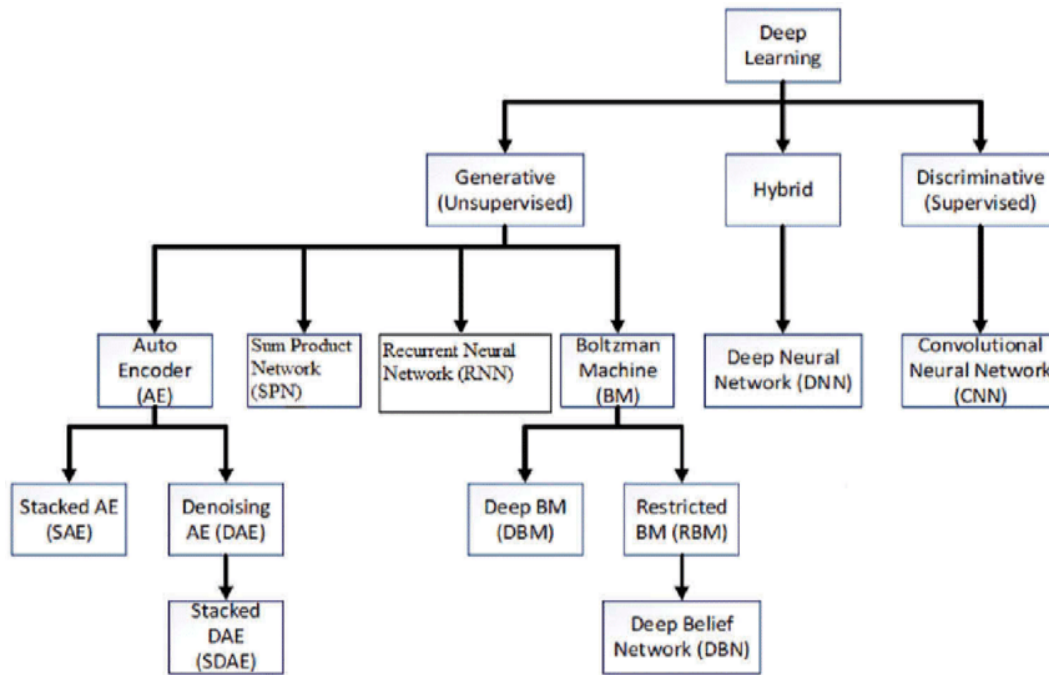 Deep
Learning
Generative
(Unsupervised)
Hybrid
Discriminative
(Supervised)
Auto
Encoder
(AE)
Sum Product
Network
(SPN)
Recurrent Neural
Network (RNN)
Boltzman
Machine
(BM)
Deep Neural
Network (DNN)
Convolutional
Neural Network
(CNN)
Stacked AE
(SAE)
Denoising
AE (DAE)
Deep BM
(DBM)
Restricted
BM (RBM)
Stacked
DAE
(SDAE)
Deep Belief
Network (DBN)